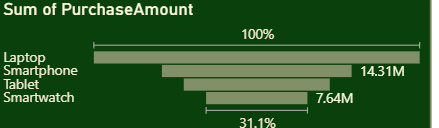 Sum of PurchaseAmount
100%
Laptop
Smartphone 14.31M
Tablet
Smartwatch 7.64M
31.1%